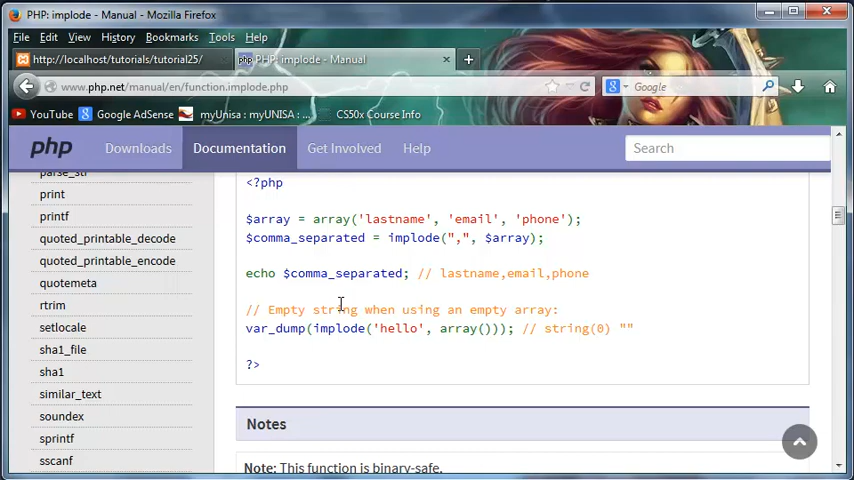 PHP: implode - Manual - Mozilla Firefox
File Edit View History Bookmarks Tools Help
http://localhost/tutorials/tutorial25/ php PHP: implode - Manual × +
www.php.net/manual/en/function.implode.php Google
YouTube Google AdSense myUnisa : myUNISA : ... CS50x Course Info
php Downloads Documentation Get Involved Help Search
parse_str
print
printf
quoted_printable_decode
quoted_printable_encode
quotemeta
rtrim
setlocale
sha1_file
sha1
similar_text
soundex
sprintf
sscanf
<?php
$array = array('lastname', 'email', 'phone');
$comma_separated = implode(",", $array);
echo $comma_separated; // lastname,email,phone
// Empty string when using an empty array:
var_dump(implode('hello', array())); // string(0) ""
?>
Notes
Note: This function is binary-safe.